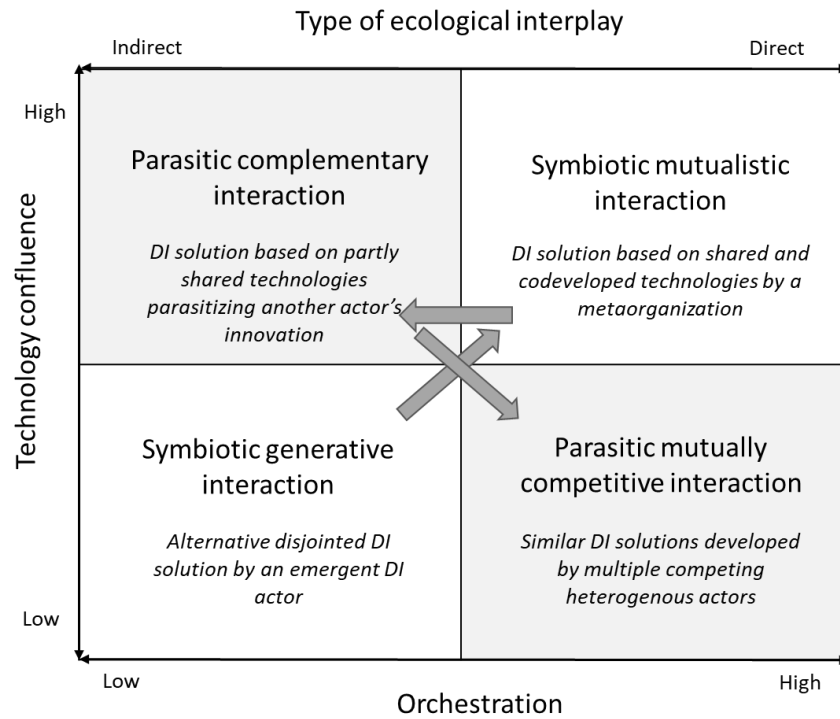 Type of ecological interplay
Indirect
Direct
High
Parasitic complementary
interaction
DI solution based on partly
shared technologies
parasitizing another actor's
innovation
Symbiotic mutualistic
interaction
DI solution based on shared and
codeveloped technologies by a
metaorganization
Technology confluence
Symbiotic generative
interaction
Alternative disjointed DI
solution by an emergent DI
actor
Parasitic mutually
competitive interaction
Similar DI solutions developed
by multiple competing
heterogenous actors
Low
Low
High
Orchestration